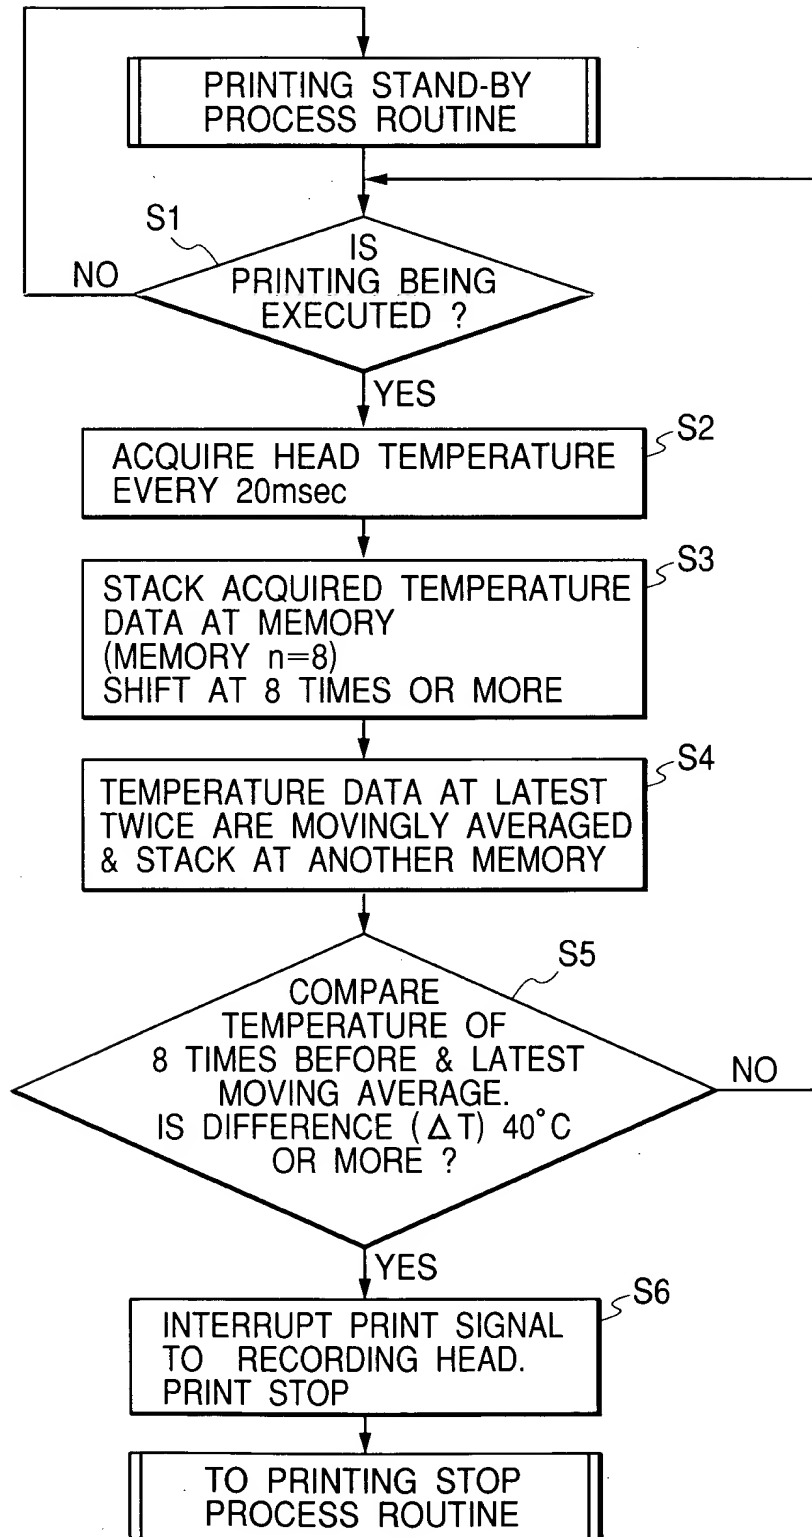 PRINTING STAND-BY
PROCESS ROUTINE
S1
IS
PRINTING BEING
EXECUTED ?
NO
YES
S2
ACQUIRE HEAD TEMPERATURE
EVERY 20msec
S3
STACK ACQUIRED TEMPERATURE
DATA AT MEMORY
(MEMORY n=8)
SHIFT AT 8 TIMES OR MORE
S4
TEMPERATURE DATA AT LATEST
TWICE ARE MOVINGLY AVERAGED
& STACK AT ANOTHER MEMORY
S5
COMPARE
TEMPERATURE OF
8 TIMES BEFORE & LATEST
MOVING AVERAGE.
IS DIFFERENCE (ΔT) 40°C
OR MORE ?
NO
YES
S6
INTERRUPT PRINT SIGNAL
TO RECORDING HEAD.
PRINT STOP
TO PRINTING STOP
PROCESS ROUTINE